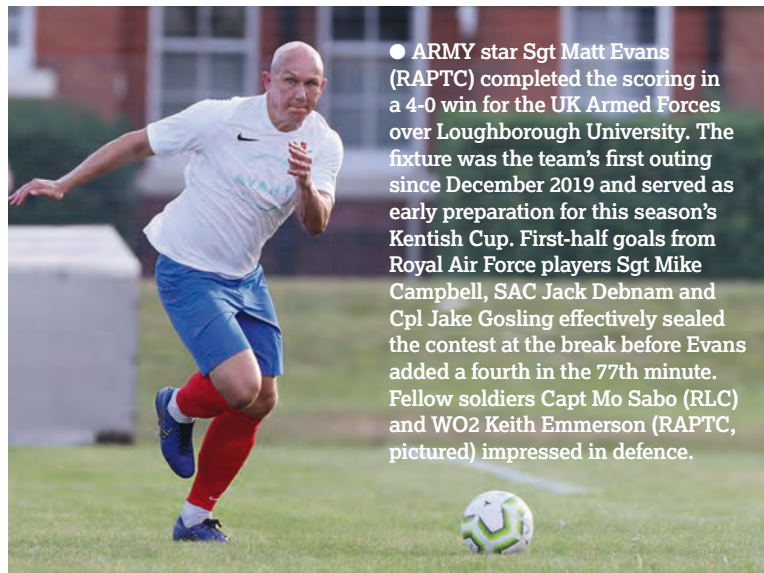 ● ARMY star Sgt Matt Evans
(RAPTC) completed the scoring in
a 4-0 win for the UK Armed Forces
over Loughborough University. The
fixture was the team’s first outing
since December 2019 and served as
early preparation for this season’s
Kentish Cup. First-half goals from
Royal Air Force players Sgt Mike
Campbell, SAC Jack Debnam and
Cpl Jake Gosling effectively sealed
the contest at the break before Evans
added a fourth in the 77th minute.
Fellow soldiers Capt Mo Sabo (RLC)
and WO2 Keith Emmerson (RAPTC,
pictured) impressed in defence.